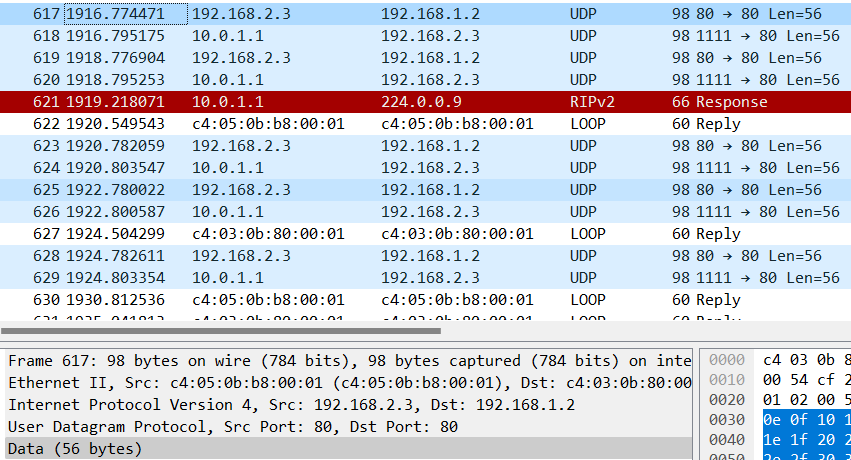 617 1916.774471 192.168.2.3 192.168.1.2 UDP 98 80 → 80 Len=56
618 1916.795175 10.0.1.1 192.168.2.3 UDP 98 1111 → 80 Len=56
619 1918.776904 192.168.2.3 192.168.1.2 UDP 98 80 → 80 Len=56
620 1918.795253 10.0.1.1 192.168.2.3 UDP 98 1111 → 80 Len=56
621 1919.218071 10.0.1.1 224.0.0.9 RIPv2 66 Response
622 1920.549543 c4:05:0b:b8:00:01 c4:05:0b:b8:00:01 LOOP 60 Reply
623 1920.782059 192.168.2.3 192.168.1.2 UDP 98 80 → 80 Len=56
624 1920.803547 10.0.1.1 192.168.2.3 UDP 98 1111 → 80 Len=56
625 1922.780022 192.168.2.3 192.168.1.2 UDP 98 80 → 80 Len=56
626 1922.800587 10.0.1.1 192.168.2.3 UDP 98 1111 → 80 Len=56
627 1924.504299 c4:03:0b:80:00:01 c4:03:0b:80:00:01 LOOP 60 Reply
628 1924.782611 192.168.2.3 192.168.1.2 UDP 98 80 → 80 Len=56
629 1924.803354 10.0.1.1 192.168.2.3 UDP 98 1111 → 80 Len=56
630 1930.812536 c4:05:0b:b8:00:01 c4:05:0b:b8:00:01 LOOP 60 Reply
Frame 617: 98 bytes on wire (784 bits), 98 bytes captured (784 bits) on inte
Ethernet II, Src: c4:05:0b:b8:00:01 (c4:05:0b:b8:00:01), Dst: c4:03:0b:80:00
Internet Protocol Version 4, Src: 192.168.2.3, Dst: 192.168.1.2
User Datagram Protocol, Src Port: 80, Dst Port: 80
Data (56 bytes)
0000 c4 03 0b 8
0010 00 54 cf 2
0020 01 02 00 5
0030 0e 0f 10 1
0040 1e 1f 20 2
0050